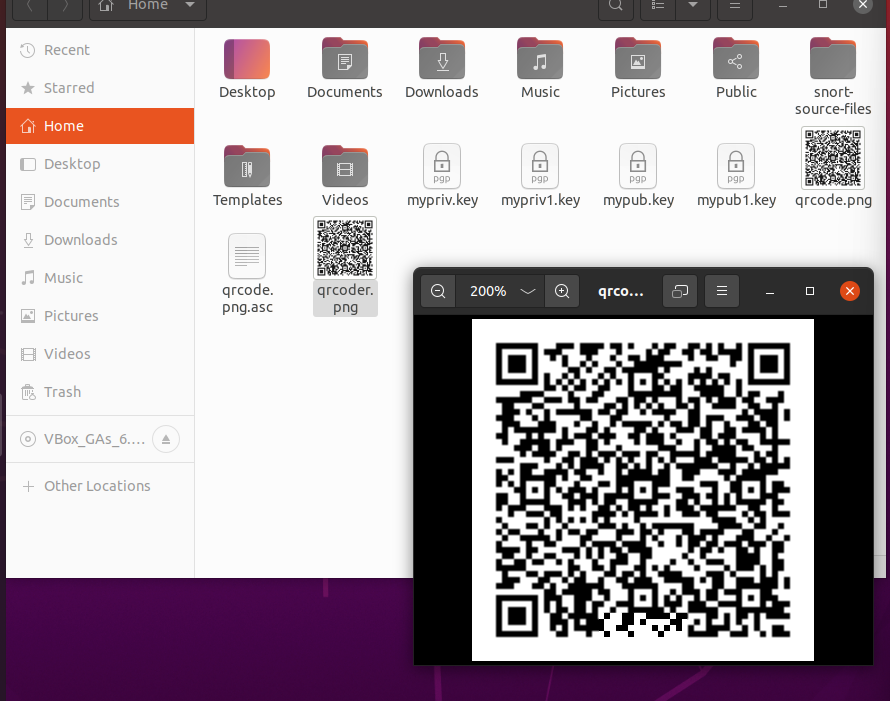 Home
Recent
Starred
Home
Desktop
Documents
Downloads
Music
Pictures
Videos
Trash
VBox_GAs_6....
Other Locations
Desktop
Documents
Downloads
Music
Pictures
Public
snort-
source-files
Templates
Videos
pgp
mypriv.key
pgp
mypriv1.key
pgp
mypub.key
pgp
mypub1.key
qrcode.png
qrcode.
png.asc
qrcoder.
png
200%
qrco...